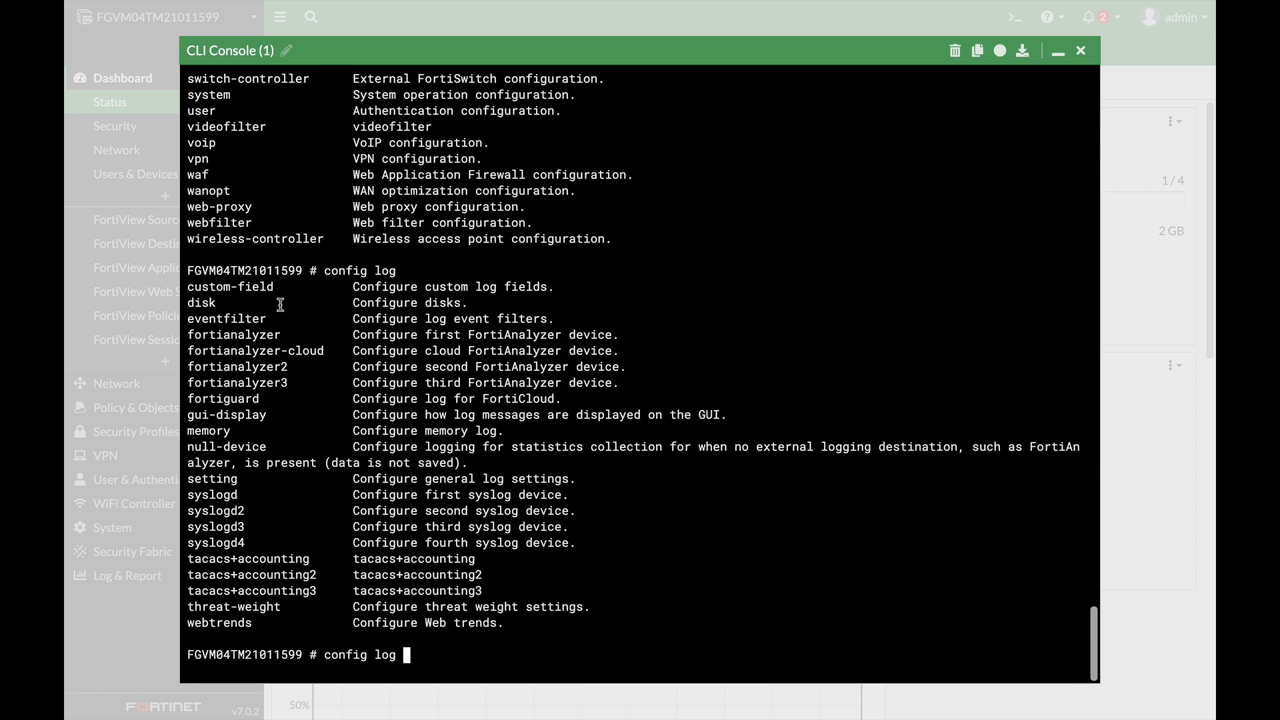 FGVM04TM21011599
2
admin
CLI Console (1)
Dashboard
Status
Security
Network
Users & Devices
FortiView Sourc
FortiView Desti
FortiView Applic
FortiView Web S
FortiView Policie
FortiView Sessio
Network
Policy & Objects
Security Profiles
VPN
User & Authenti
WiFi Controller
System
Security Fabric
Log & Report
FORTINET
v7.0.2
switch-controller External FortiSwitch configuration.
system System operation configuration.
user Authentication configuration.
videofilter videofilter
voip VoIP configuration.
vpn VPN configuration.
waf Web Application Firewall configuration.
wanopt WAN optimization configuration.
web-proxy Web proxy configuration.
webfilter Web filter configuration.
wireless-controller Wireless access point configuration.
FGVM04TM21011599 # config log
custom-field Configure custom log fields.
disk Configure disks.
eventfilter Configure log event filters.
fortianalyzer Configure first FortiAnalyzer device.
fortianalyzer-cloud Configure cloud FortiAnalyzer device.
fortianalyzer2 Configure second FortiAnalyzer device.
fortianalyzer3 Configure third FortiAnalyzer device.
fortiguard Configure log for FortiCloud.
gui-display Configure how log messages are displayed on the GUI.
memory Configure memory log.
null-device Configure logging for statistics collection for when no external logging destination, such as FortiAn
alyzer, is present (data is not saved).
setting Configure general log settings.
syslogd Configure first syslog device.
syslogd2 Configure second syslog device.
syslogd3 Configure third syslog device.
syslogd4 Configure fourth syslog device.
tacacs+accounting tacacs+accounting
tacacs+accounting2 tacacs+accounting2
tacacs+accounting3 tacacs+accounting3
threat-weight Configure threat weight settings.
webtrends Configure Web trends.
FGVM04TM21011599 # config log
1 / 4
2 GB
50%